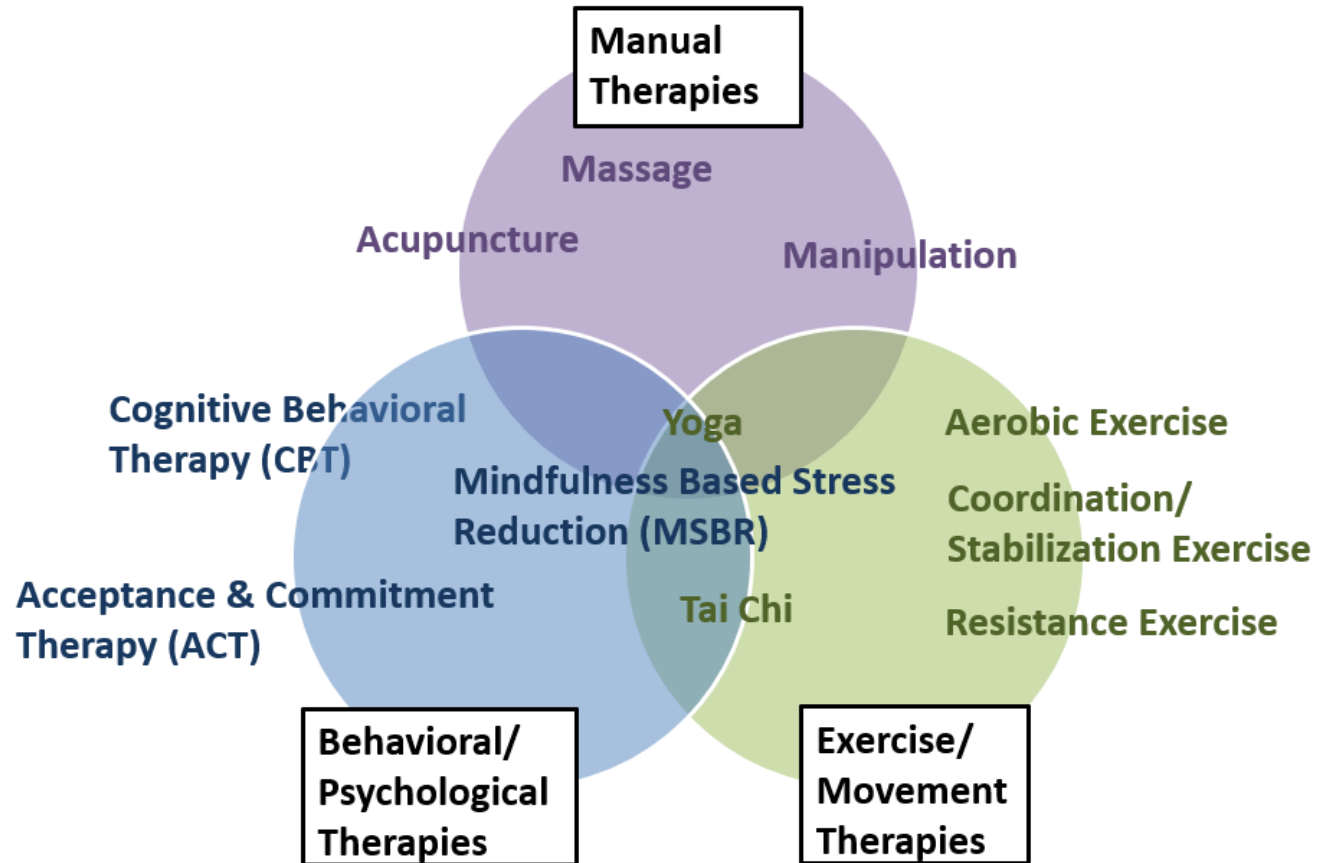 Manual
Therapies
Massage
Acupuncture
Manipulation
Cognitive Behavioral
Therapy (CBT)
Yoga
Mindfulness Based Stress
Reduction (MSBR)
Tai Chi
Aerobic Exercise
Coordination/
Stabilization Exercise
Resistance Exercise
Acceptance & Commitment
Therapy (ACT)
Behavioral/
Psychological
Therapies
Exercise/
Movement
Therapies